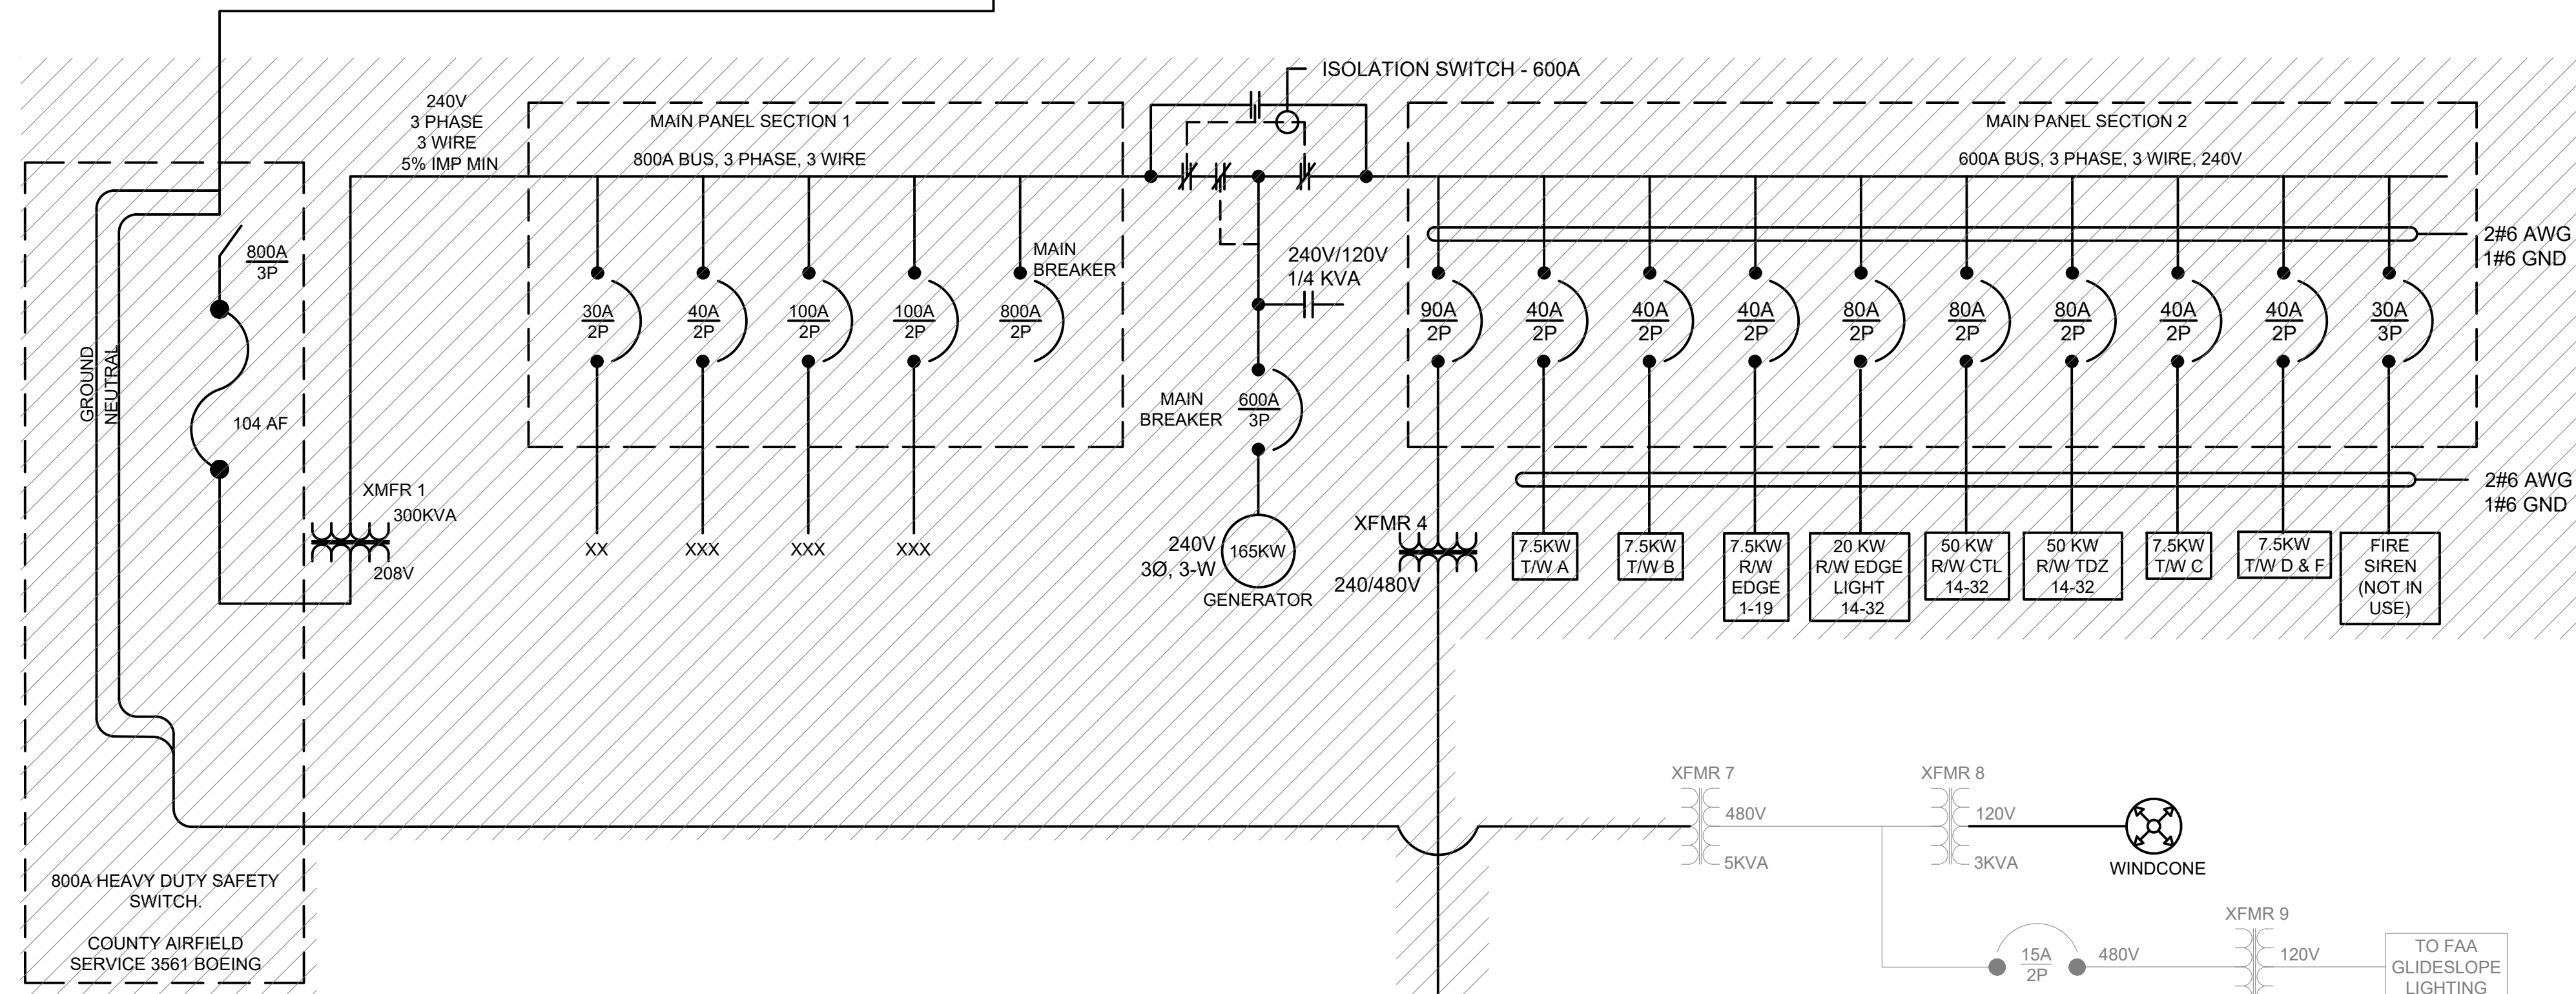 ISOLATION SWITCH - 600A
240V
3 PHASE
3 WIRE
5% IMP MIN
MAIN PANEL SECTION 1
800A BUS, 3 PHASE, 3 WIRE
MAIN PANEL SECTION 2
600A BUS, 3 PHASE, 3 WIRE, 240V
2#6 AWG
1#6 GND
800A
3P
GROUND
NEUTRAL
104 AF
MAIN
BREAKER
30A
2P
40A
2P
100A
2P
100A
2P
800A
2P
240V/120V
1/4 KVA
MAIN
BREAKER
600A
3P
90A
2P
40A
2P
40A
2P
40A
2P
80A
2P
80A
2P
80A
2P
40A
2P
40A
2P
30A
3P
2#6 AWG
1#6 GND
XMFR 1
300KVA
208V
XX
XXX
XXX
XXX
240V
3Ø, 3-W
165KW
GENERATOR
XFMR 4
240/480V
7.5KW
T/W A
7.5KW
T/W B
7.5KW
R/W
EDGE
1-19
20 KW
R/W EDGE
LIGHT
14-32
50 KW
R/W CTL
14-32
50 KW
R/W TDZ
14-32
7.5KW
T/W C
7.5KW
T/W D & F
FIRE
SIREN
(NOT IN
USE)
XFMR 7
480V
5KVA
XFMR 8
120V
3KVA
WINDCONE
800A HEAVY DUTY SAFETY
SWITCH.
COUNTY AIRFIELD
SERVICE 3561 BOEING
15A
2P
480V
XFMR 9
120V
TO FAA
GLIDESLOPE
LIGHTING